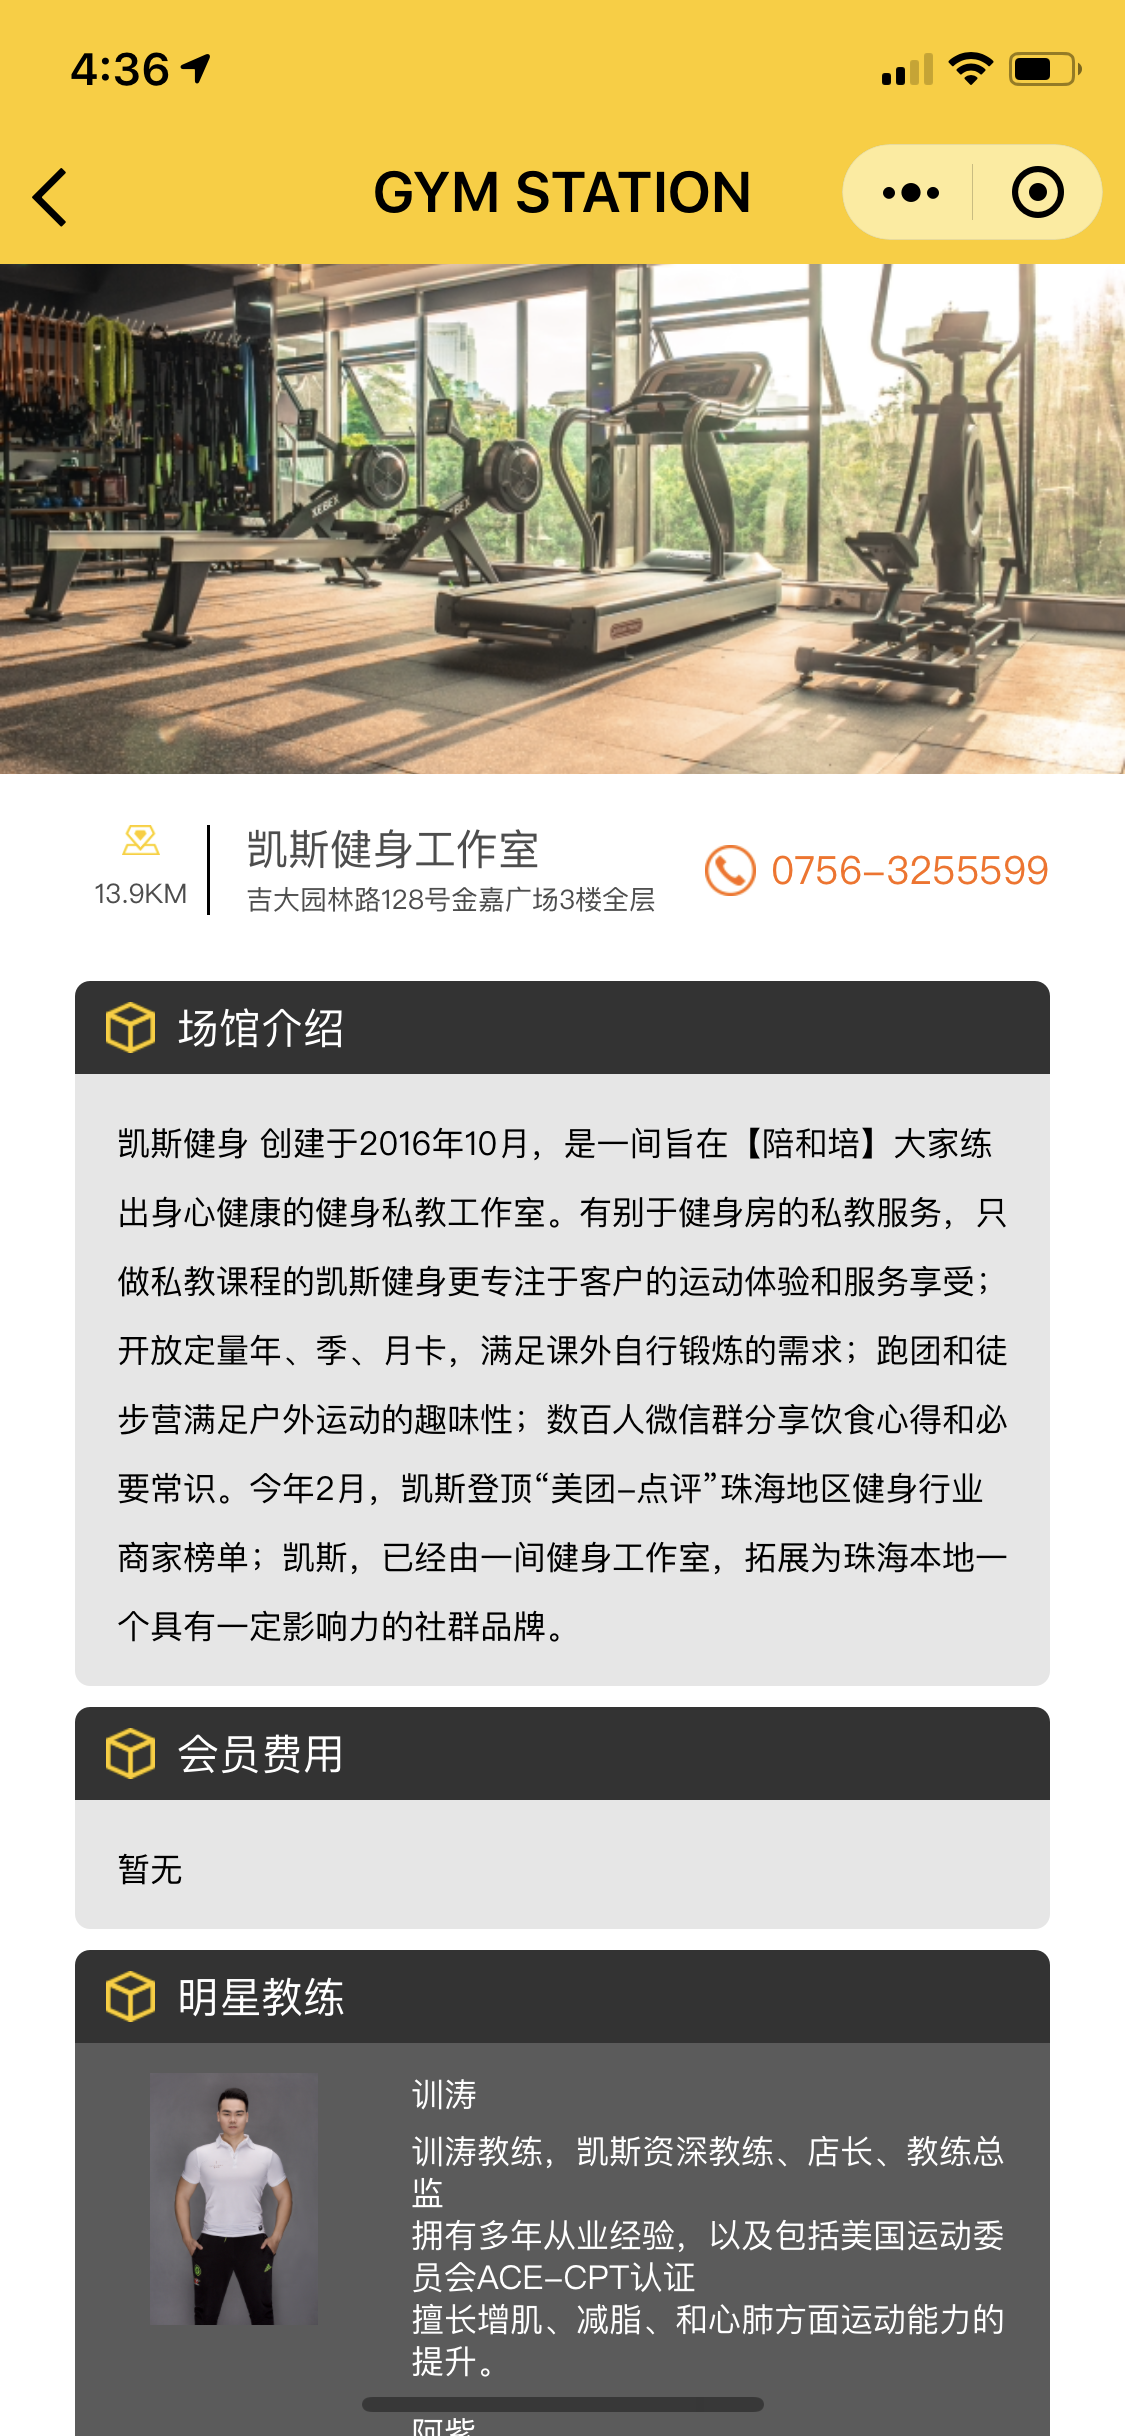 4:36
GYM STATION
XEBEX
凯斯健身工作室
13.9KM
吉大园林路128号金嘉广场3楼全层
0756-3255599
场馆介绍
凯斯健身 创建于2016年10月，是一间旨在【陪和培】大家练
出身心健康的健身私教工作室。有别于健身房的私教服务，只
做私教课程的凯斯健身更专注于客户的运动体验和服务享受；
开放定量年、季、月卡，满足课外自行锻炼的需求；跑团和徒
步营满足户外运动的趣味性；数百人微信群分享饮食心得和必
要常识。今年2月，凯斯登顶“美团-点评”珠海地区健身行业
商家榜单；凯斯，已经由一间健身工作室，拓展为珠海本地一
个具有一定影响力的社群品牌。
会员费用
暂无
明星教练
训涛
训涛教练，凯斯资深教练、店长、教练总
监
拥有多年从业经验，以及包括美国运动委
员会ACE-CPT认证
擅长增肌、减脂、和心肺方面运动能力的
提升。
阿紫